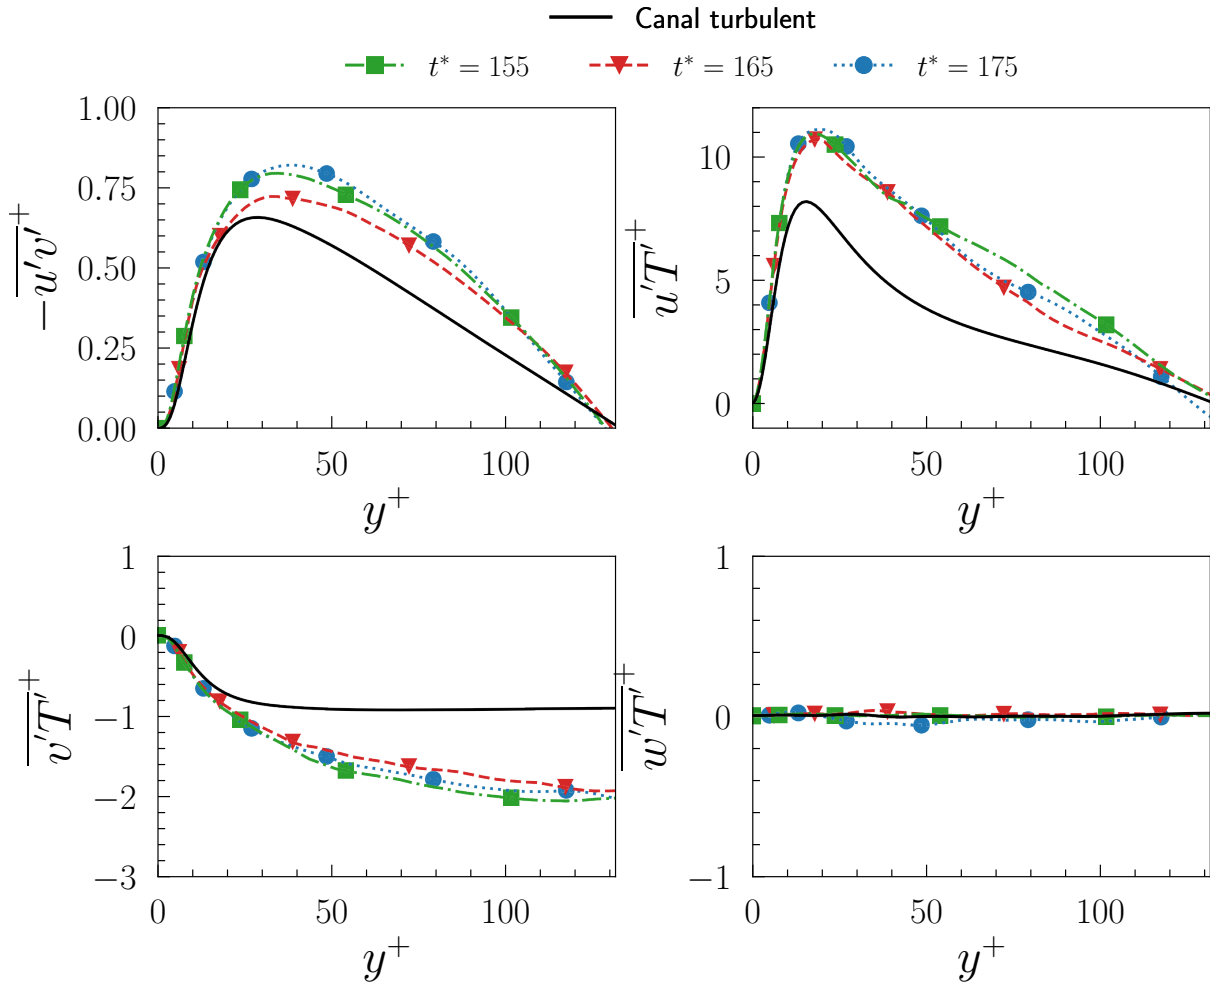 Canal turbulent
t* = 155 t* = 165 t* = 175
1.00
0.75
0.50
0.25
0.00
−u′v′+
0 50 100
y+
10
5
0
u′T′+
0 50 100
y+
1
0
−1
−2
−3
v′T′+
0 50 100
y+
1
0
−1
w′T′+
0 50 100
y+